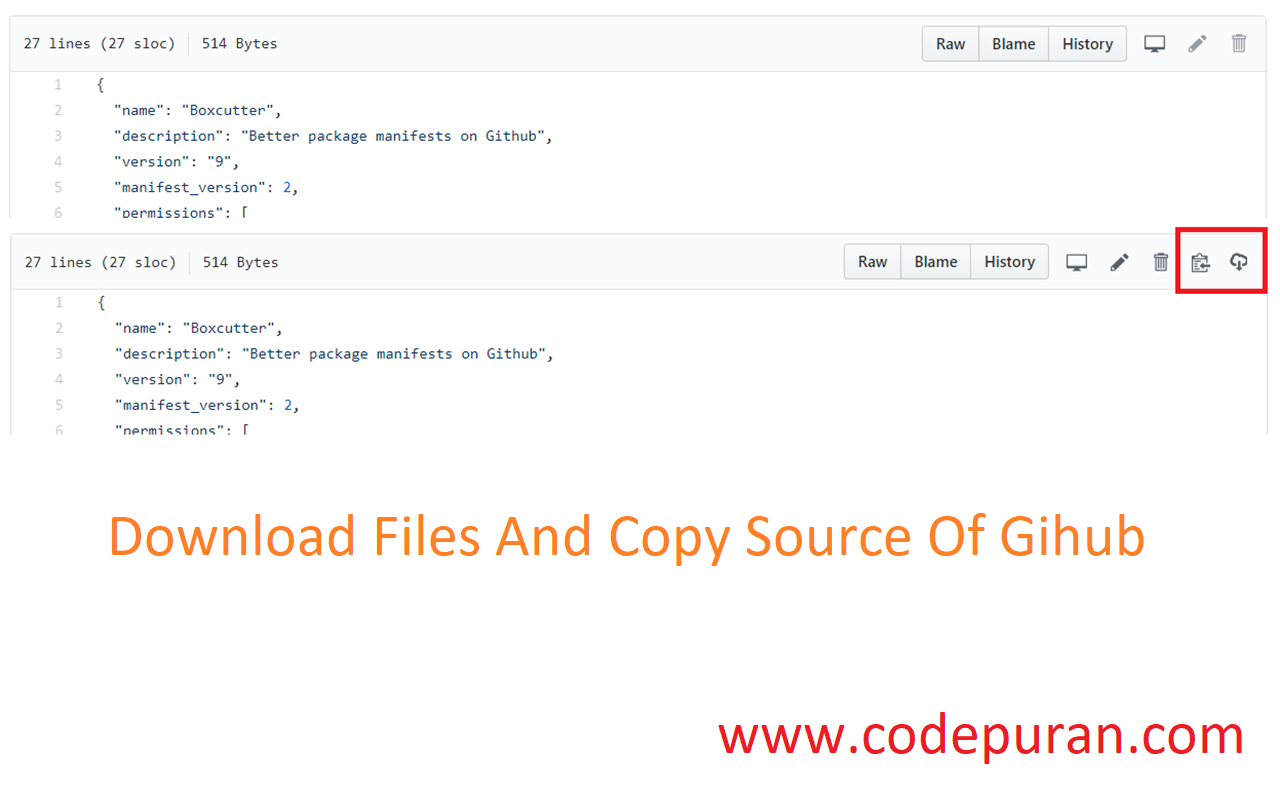 27 lines (27 sloc) 514 Bytes Raw Blame History
1 {
2 "name": "Boxcutter",
3 "description": "Better package manifests on Github",
4 "version": "9",
5 "manifest_version": 2,
6 "permissions": [
27 lines (27 sloc) 514 Bytes Raw Blame History
1 {
2 "name": "Boxcutter",
3 "description": "Better package manifests on Github",
4 "version": "9",
5 "manifest_version": 2,
6 "permissions": [
Download Files And Copy Source Of Gihub
www.codepuran.com